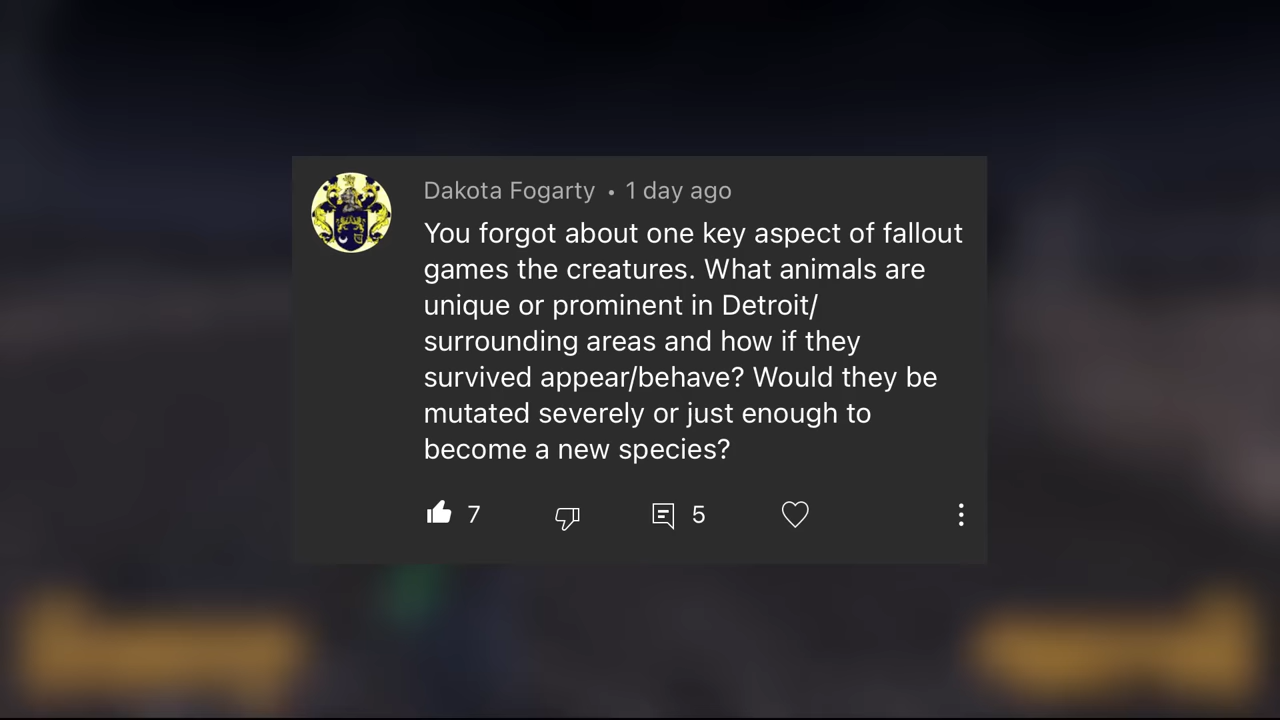 Dakota Fogarty • 1 day ago
You forgot about one key aspect of fallout
games the creatures. What animals are
unique or prominent in Detroit/
surrounding areas and how if they
survived appear/behave? Would they be
mutated severely or just enough to
become a new species?
7 5